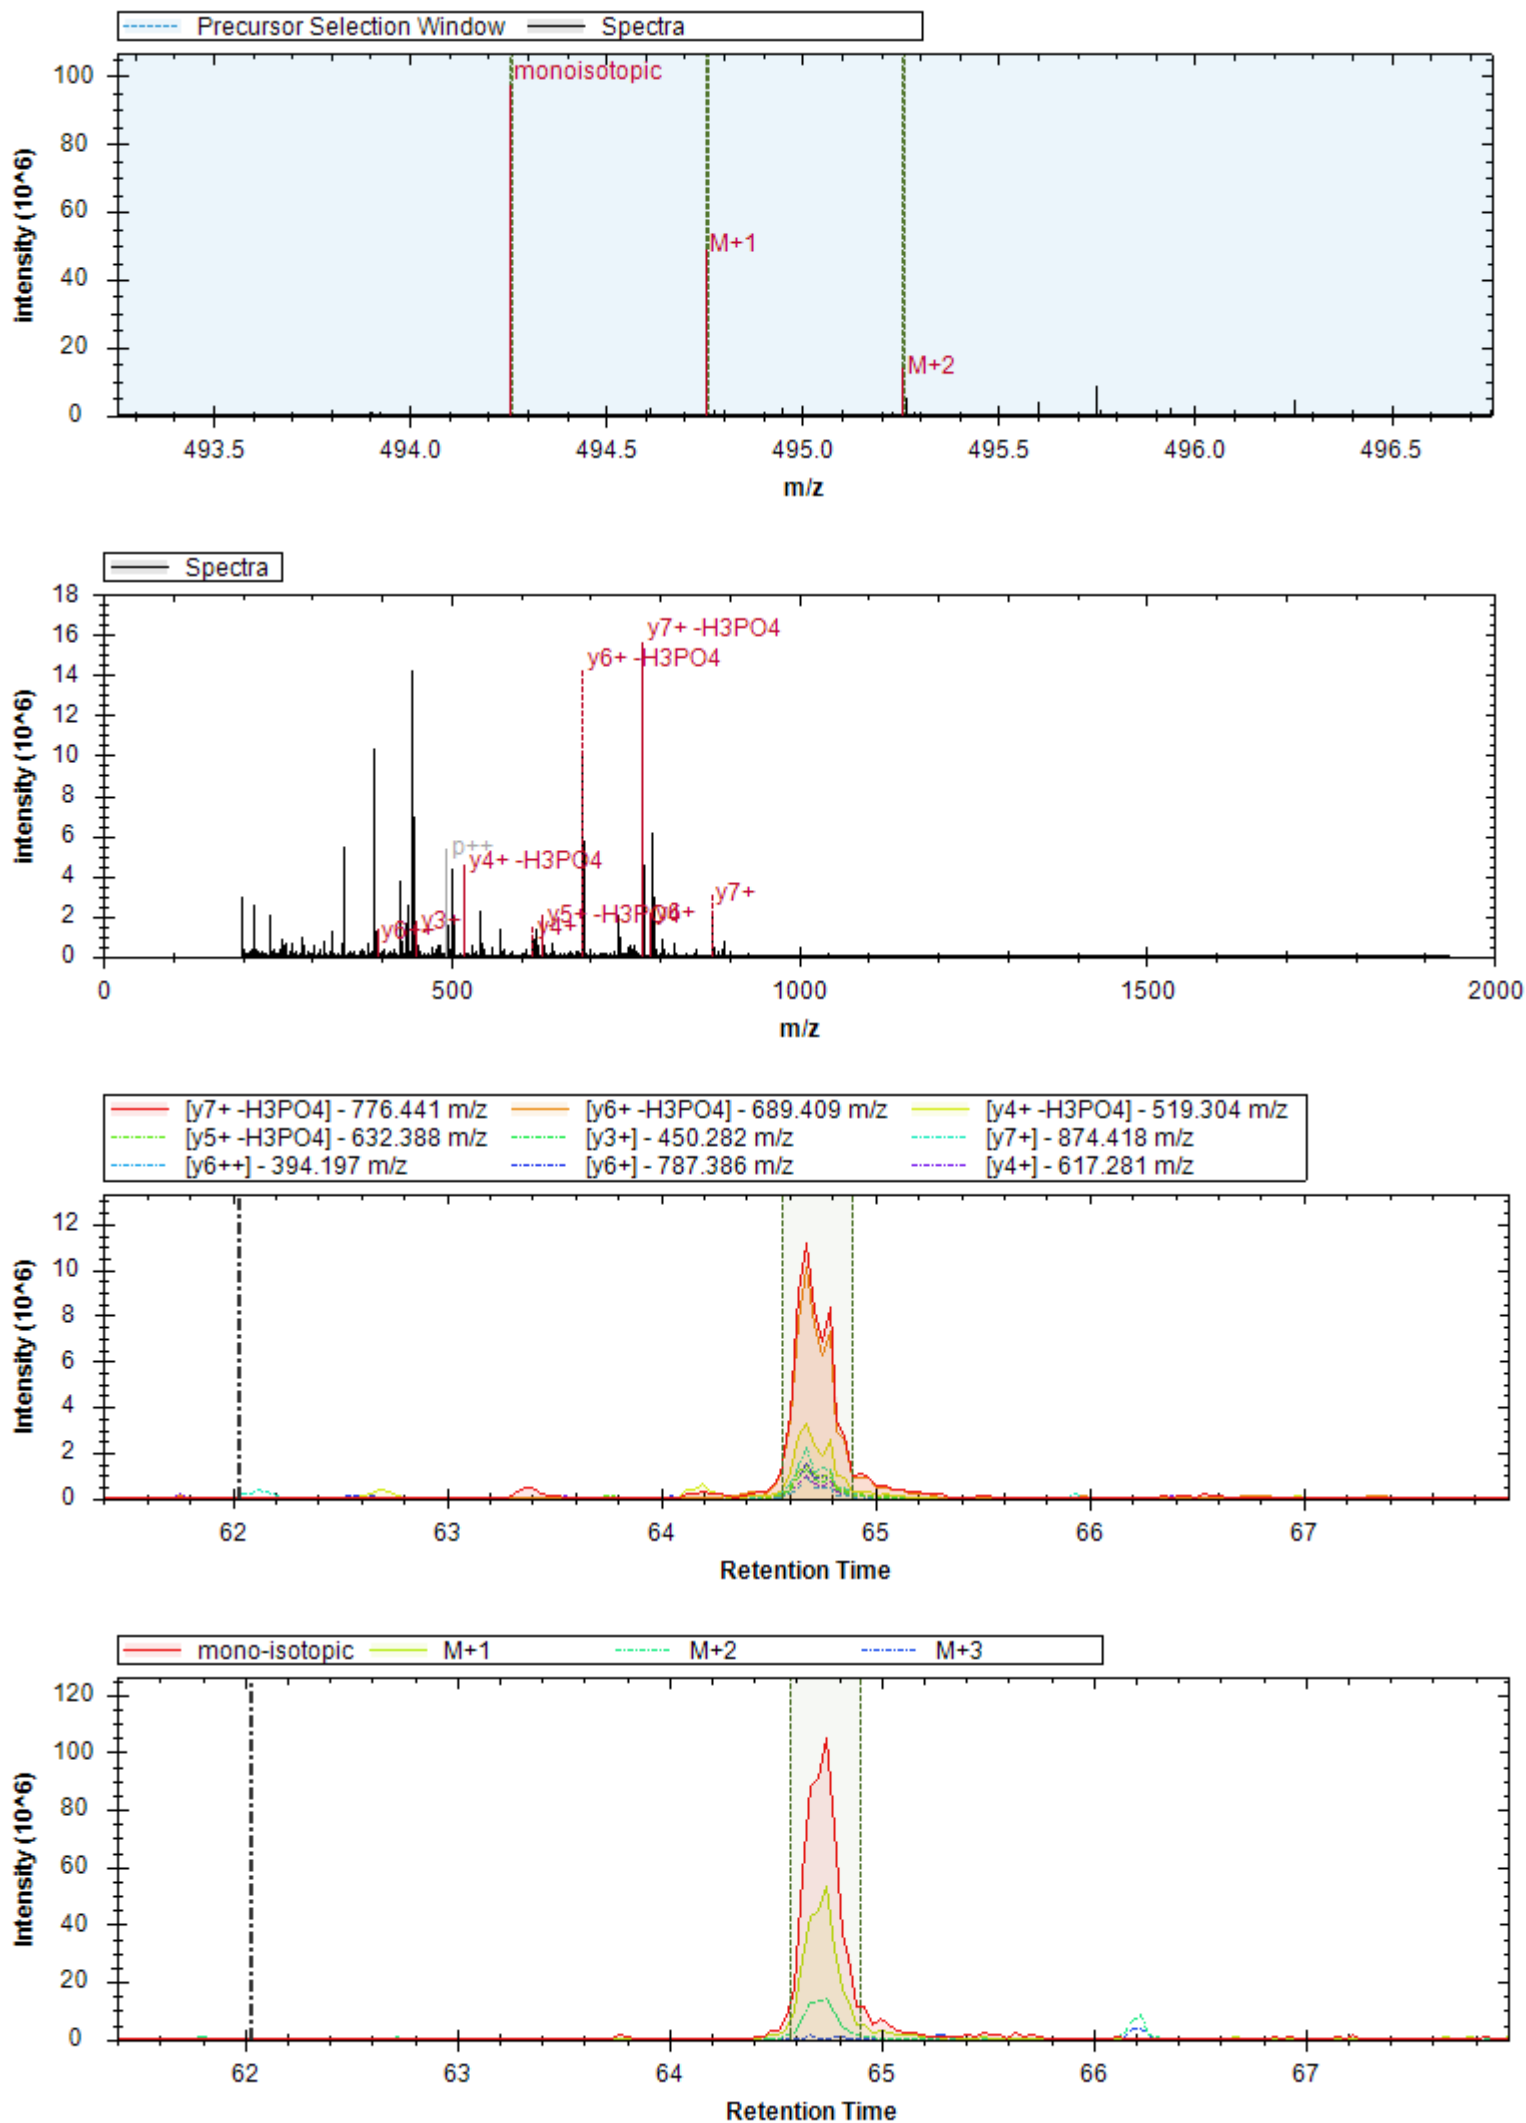 Precursor Selection Window Spectra
100
80
60
40
20
0
intensity (10^6)
monoisotopic
M+1
M+2
493.5 494.0 494.5 495.0 495.5 496.0 496.5
m/z
Spectra
18
16
14
12
10
8
6
4
2
0
intensity (10^6)
y7+ -H3PO4
y6+ -H3PO4
p++
y4+ -H3PO4
y7+
y5+ -H3PO4
y6+
y3+
y4+
y6++
0 500 1000 1500 2000
m/z
[y7+ -H3PO4] - 776.441 m/z [y6+ -H3PO4] - 689.409 m/z [y4+ -H3PO4] - 519.304 m/z
[y5+ -H3PO4] - 632.388 m/z [y3+] - 450.282 m/z [y7+] - 874.418 m/z
[y6++] - 394.197 m/z [y6+] - 787.386 m/z [y4+] - 617.281 m/z
12
10
8
6
4
2
0
Intensity (10^6)
62 63 64 65 66 67
Retention Time
mono-isotopic M+1 M+2 M+3
120
100
80
60
40
20
0
Intensity (10^6)
62 63 64 65 66 67
Retention Time